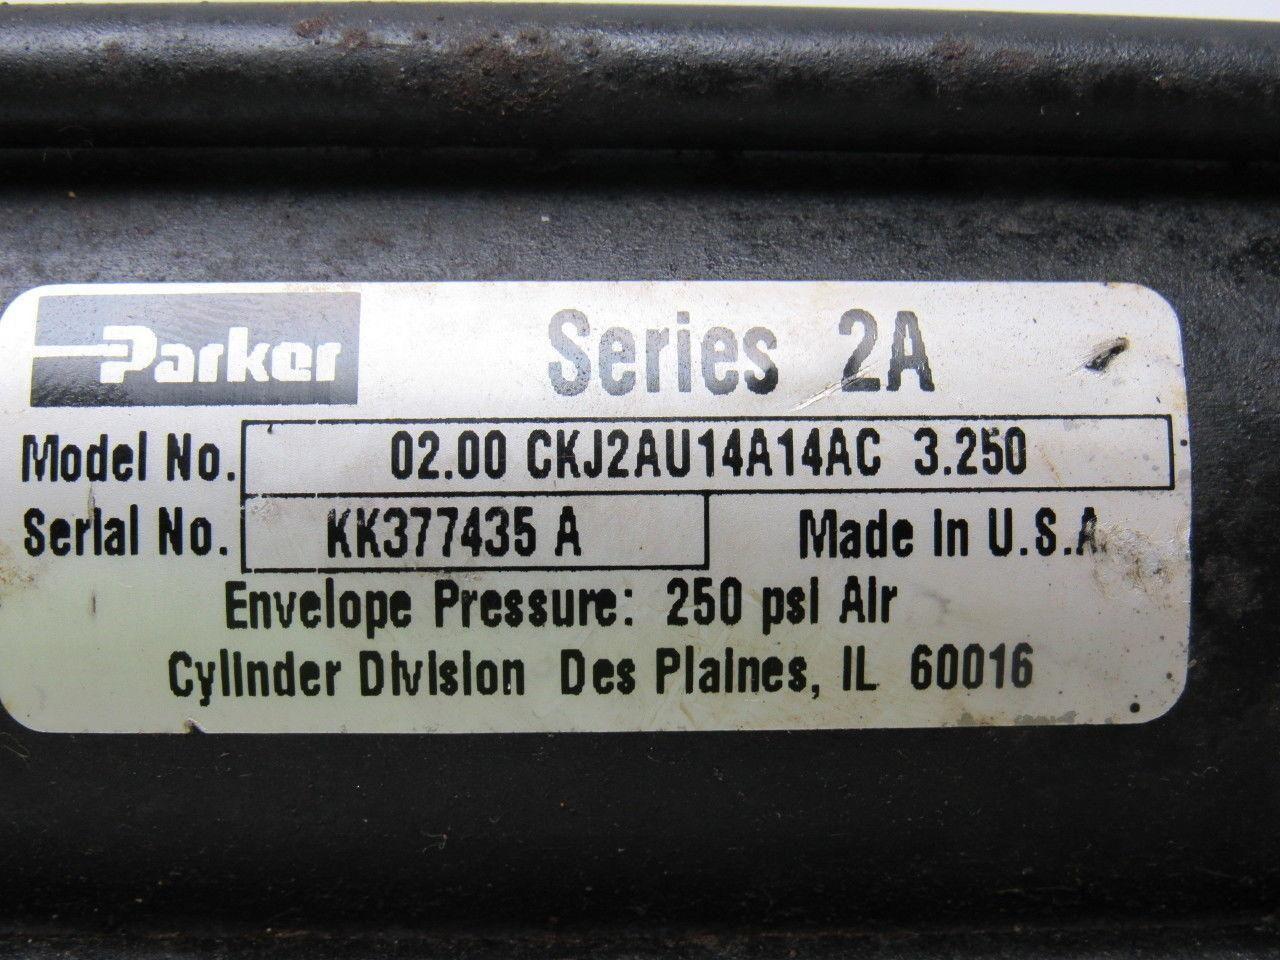 Parker Series 2A
Model No. 02.00 CKJ2AU14A14AC 3.250
Serial No. KK377435 A Made In U.S.A.
Envelope Pressure: 250 psi Air
Cylinder Division Des Plaines, IL 60016